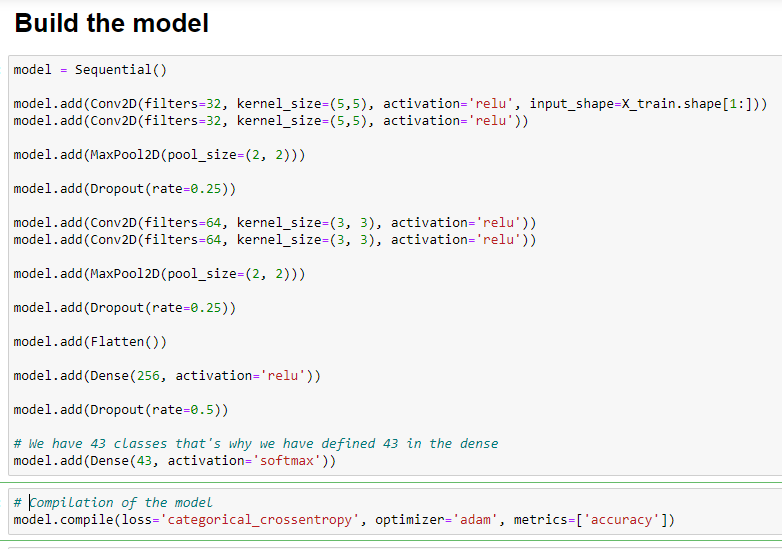 Build the model
model = Sequential()
model.add(Conv2D(filters=32, kernel_size=(5,5), activation='relu', input_shape=X_train.shape[1:]))
model.add(Conv2D(filters=32, kernel_size=(5,5), activation='relu'))
model.add(MaxPool2D(pool_size=(2, 2)))
model.add(Dropout(rate=0.25))
model.add(Conv2D(filters=64, kernel_size=(3, 3), activation='relu'))
model.add(Conv2D(filters=64, kernel_size=(3, 3), activation='relu'))
model.add(MaxPool2D(pool_size=(2, 2)))
model.add(Dropout(rate=0.25))
model.add(Flatten())
model.add(Dense(256, activation='relu'))
model.add(Dropout(rate=0.5))
# We have 43 classes that's why we have defined 43 in the dense
model.add(Dense(43, activation='softmax'))
# Compilation of the model
model.compile(loss='categorical_crossentropy', optimizer='adam', metrics=['accuracy'])